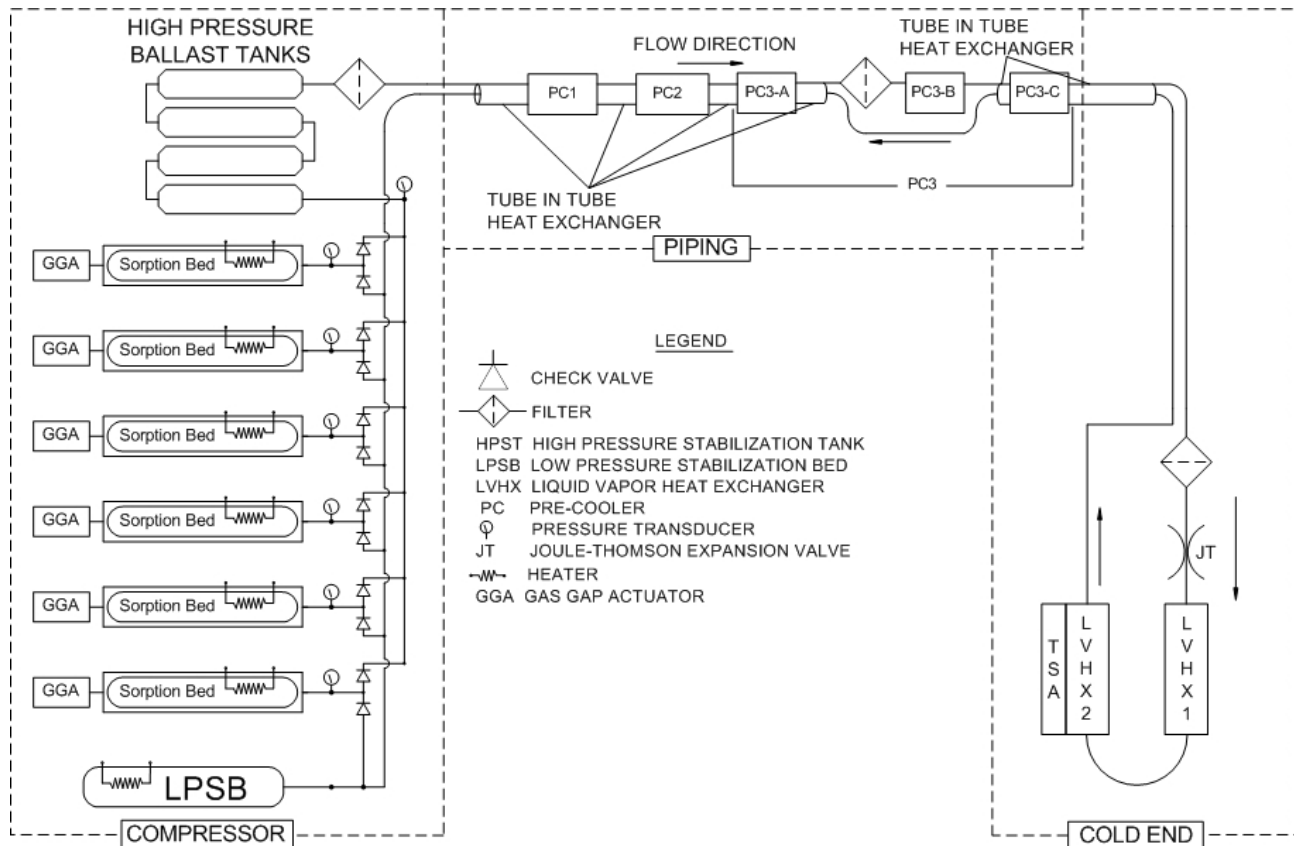 HIGH PRESSURE
BALLAST TANKS
FLOW DIRECTION
TUBE IN TUBE
HEAT EXCHANGER
PC1
PC2
PC3-A
PC3-B
PC3-C
PC3
TUBE IN TUBE
HEAT EXCHANGER
PIPING
GGA
Sorption Bed
GGA
Sorption Bed
GGA
Sorption Bed
GGA
Sorption Bed
GGA
Sorption Bed
GGA
Sorption Bed
LPSB
COMPRESSOR
LEGEND
CHECK VALVE
FILTER
HPST HIGH PRESSURE STABILIZATION TANK
LPSB LOW PRESSURE STABILIZATION BED
LVHX LIQUID VAPOR HEAT EXCHANGER
PC PRE-COOLER
PRESSURE TRANSDUCER
JT JOULE-THOMSON EXPANSION VALVE
HEATER
GGA GAS GAP ACTUATOR
JT
TSA
LVHX2
LVHX1
COLD END